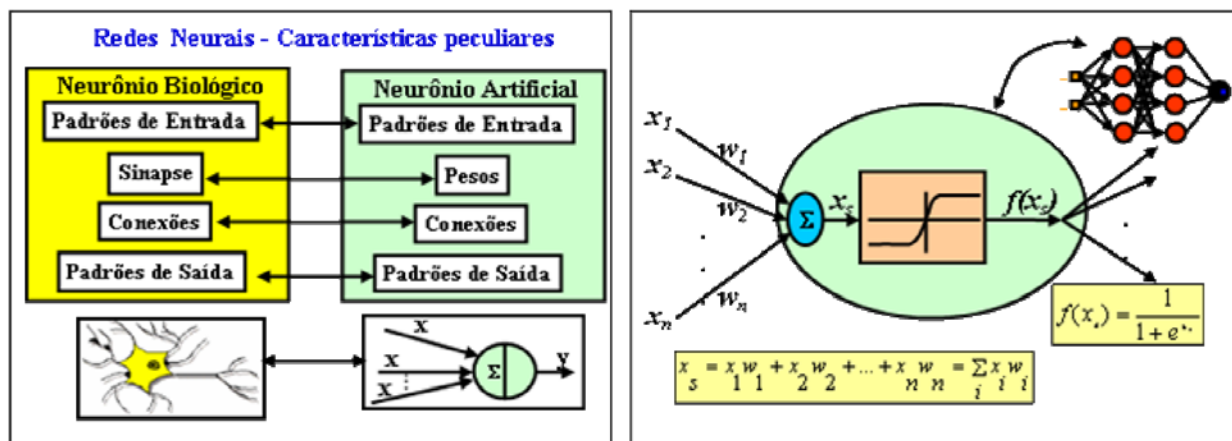 Redes Neurais - Características peculiares
Neurônio Biológico
Neurônio Artificial
Padrões de Entrada
Padrões de Entrada
Sinapse
Pesos
Conexões
Conexões
Padrões de Saída
Padrões de Saída
x
x
x
Σ
y
x₁
w₁
x₂
w₂
xₙ
wₙ
Σ
xₛ
f(xₛ)
f(xₛ) = 1 / (1 + e^xₛ)
xₛ = x₁w₁ + x₂w₂ + ... + xₙwₙ = Σᵢ xᵢwᵢ